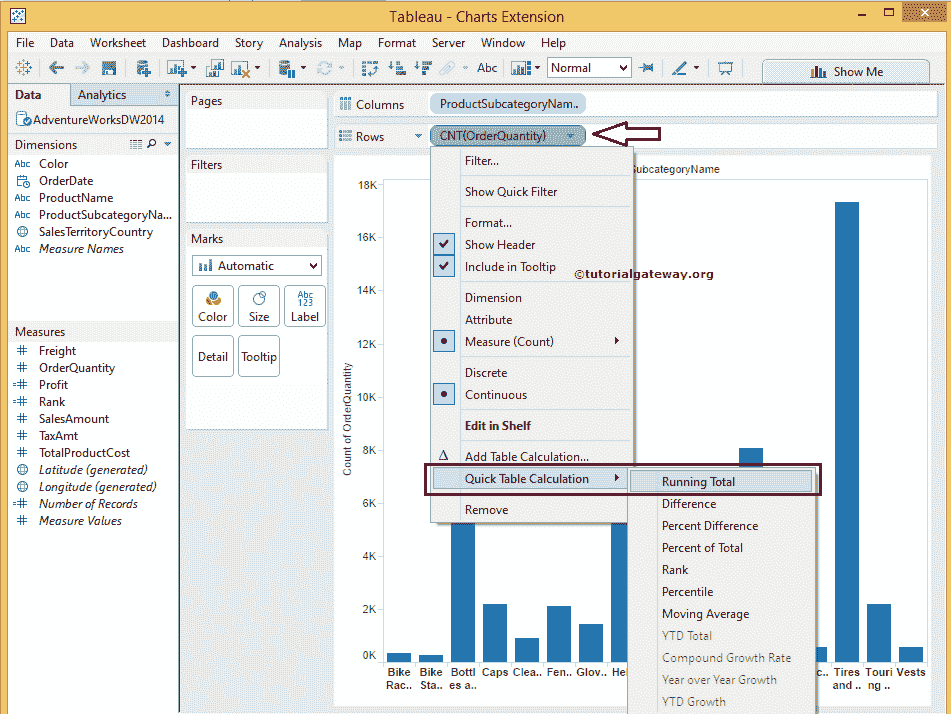 Tableau - Charts Extension
File Data Worksheet Dashboard Story Analysis Map Format Server Window Help
Abc Normal Show Me
Data Analytics
AdventureWorksDW2014
Dimensions
Abc Color
OrderDate
Abc ProductName
Abc ProductSubcategoryNa...
SalesTerritoryCountry
Abc Measure Names
Measures
Freight
OrderQuantity
Profit
Rank
SalesAmount
TaxAmt
TotalProductCost
Latitude (generated)
Longitude (generated)
Number of Records
Measure Values
Pages
Filters
Marks
Automatic
Color Size Abc 123 Label
Detail Tooltip
Columns ProductSubcategoryNam..
Rows CNT(OrderQuantity)
Filter...
Show Quick Filter
Format...
Show Header
Include in Tooltip
Dimension
Attribute
Measure (Count)
Discrete
Continuous
Edit in Shelf
Add Table Calculation...
Quick Table Calculation
Remove
Running Total
Difference
Percent Difference
Percent of Total
Rank
Percentile
Moving Average
YTD Total
Compound Growth Rate
Year over Year Growth
YTD Growth
SubcategoryName
©tutorialgateway.org
Count of OrderQuantity
18K
16K
14K
12K
10K
8K
6K
4K
2K
0K
Bike Bottl Caps Clea.. Fen.. Glov.. Hel c.. Tires Touri Vests
Rac.. Sta.. es a.. and .. ng ..